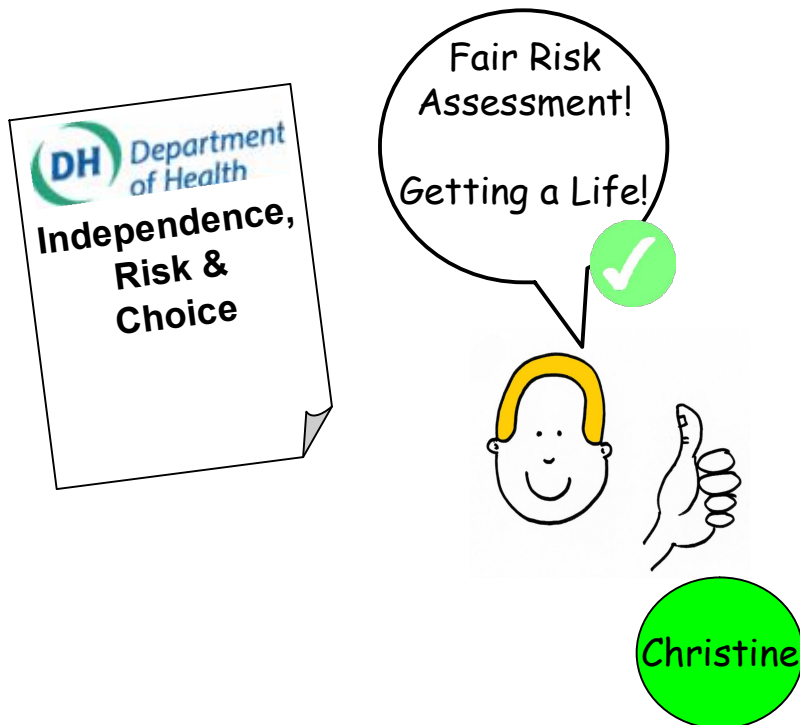 DH Department
of Health
Independence,
Risk &
Choice
Fair Risk
Assessment!
Getting a Life!
Christine